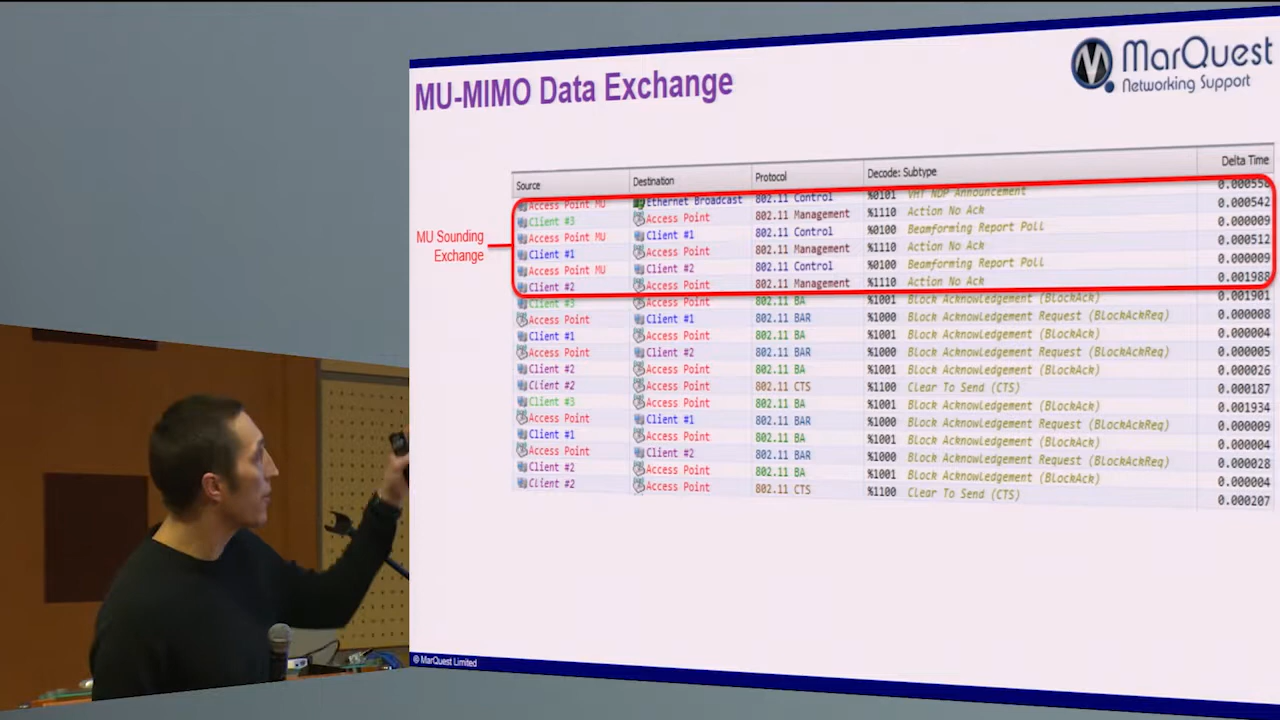 MU-MIMO Data Exchange
MarQuest
Networking Support
Source Destination Protocol Decode: Subtype Delta Time
MU Sounding
Exchange
Access Point MU Ethernet Broadcast 802.11 Control %0101 VHT NDP Announcement 0.000558
Client #3 Access Point 802.11 Management %1110 Action No Ack 0.000542
Access Point MU Client #1 802.11 Control %0100 Beamforming Report Poll 0.000009
Client #1 Access Point 802.11 Management %1110 Action No Ack 0.000512
Access Point MU Client #2 802.11 Control %0100 Beamforming Report Poll 0.000009
Client #2 Access Point 802.11 Management %1110 Action No Ack 0.001988
Client #3 Access Point 802.11 BA %1001 Block Acknowledgement (BlockAck) 0.001901
Access Point Client #1 802.11 BAR %1000 Block Acknowledgement Request (BlockAckReq) 0.000008
Client #1 Access Point 802.11 BA %1001 Block Acknowledgement (BlockAck) 0.000004
Access Point Client #2 802.11 BAR %1000 Block Acknowledgement Request (BlockAckReq) 0.000005
Client #2 Access Point 802.11 BA %1001 Block Acknowledgement (BlockAck) 0.000026
Client #2 Access Point 802.11 CTS %1100 Clear To Send (CTS) 0.000187
Client #3 Access Point 802.11 BA %1001 Block Acknowledgement (BlockAck) 0.001934
Access Point Client #1 802.11 BAR %1000 Block Acknowledgement Request (BlockAckReq) 0.000009
Client #1 Access Point 802.11 BA %1001 Block Acknowledgement (BlockAck) 0.000004
Access Point Client #2 802.11 BAR %1000 Block Acknowledgement Request (BlockAckReq) 0.000028
Client #2 Access Point 802.11 BA %1001 Block Acknowledgement (BlockAck) 0.000004
Client #2 Access Point 802.11 CTS %1100 Clear To Send (CTS) 0.000207
© MarQuest Limited